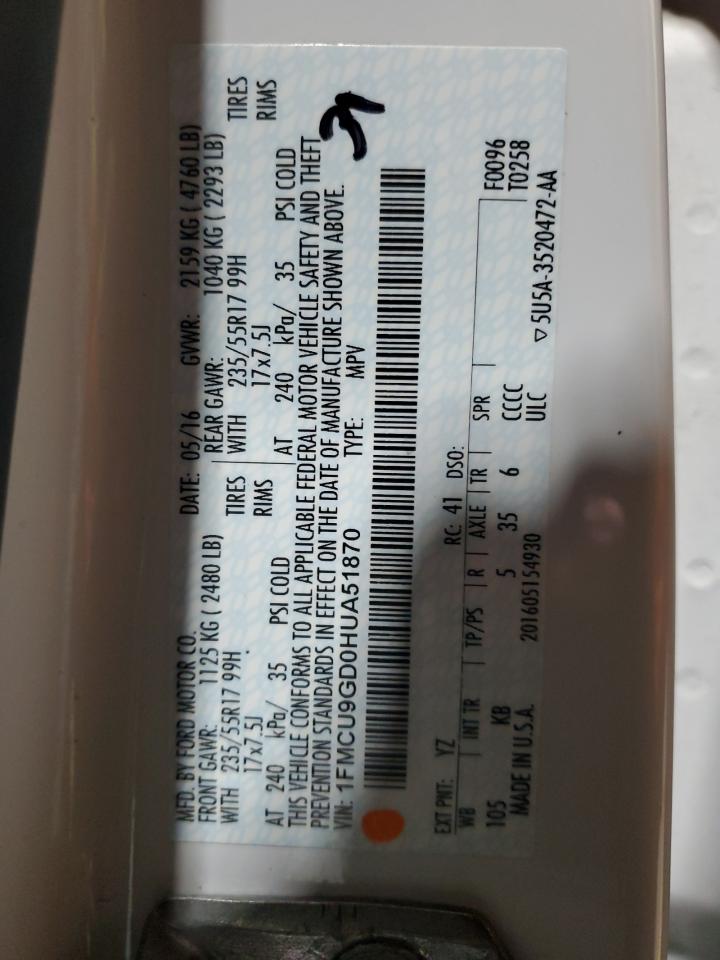 MFD. BY FORD MOTOR CO.
DATE: 05/16 GVWR: 2159 KG ( 4760 LB)
FRONT GAWR: 1125 KG ( 2480 LB) REAR GAWR: 1040 KG ( 2293 LB)
WITH 235/55R17 99H TIRES WITH 235/55R17 99H TIRES
17x7.5J RIMS 17x7.5J RIMS
AT 240 kPa/ 35 PSI COLD AT 240 kPa/ 35 PSI COLD
THIS VEHICLE CONFORMS TO ALL APPLICABLE FEDERAL MOTOR VEHICLE SAFETY AND THEFT
PREVENTION STANDARDS IN EFFECT ON THE DATE OF MANUFACTURE SHOWN ABOVE.
VIN: 1FMCU9GD0HUA51870 TYPE: MPV
EXT PNT: YZ RC: 41 DSO: F0096
WB INT TR TP/PS R AXLE TR SPR T0258
105 KB 5 35 6 CCCC
MADE IN U.S.A. 201605154930 ULC ▽5U5A-3520472-AA